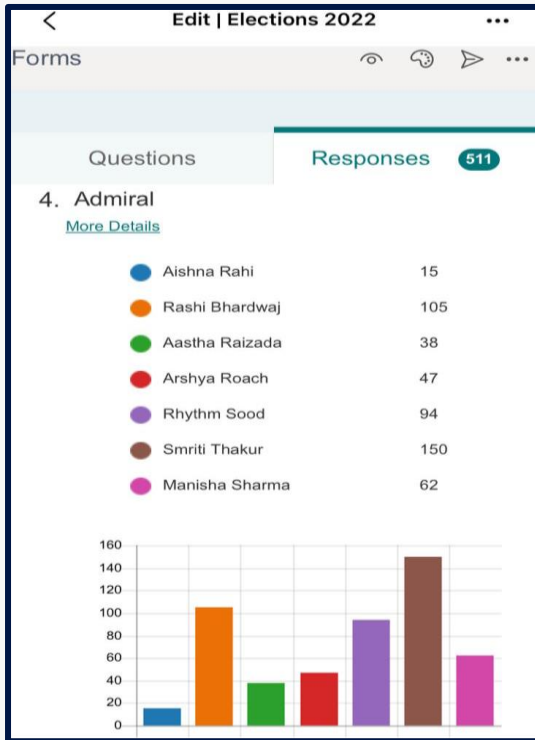 Edit | Elections 2022
Forms
Questions Responses 511
4. Admiral
More Details
Aishna Rahi 15
Rashi Bhardwaj 105
Aastha Raizada 38
Arshya Roach 47
Rhythm Sood 94
Smriti Thakur 150
Manisha Sharma 62
160
140
120
100
80
60
40
20
0